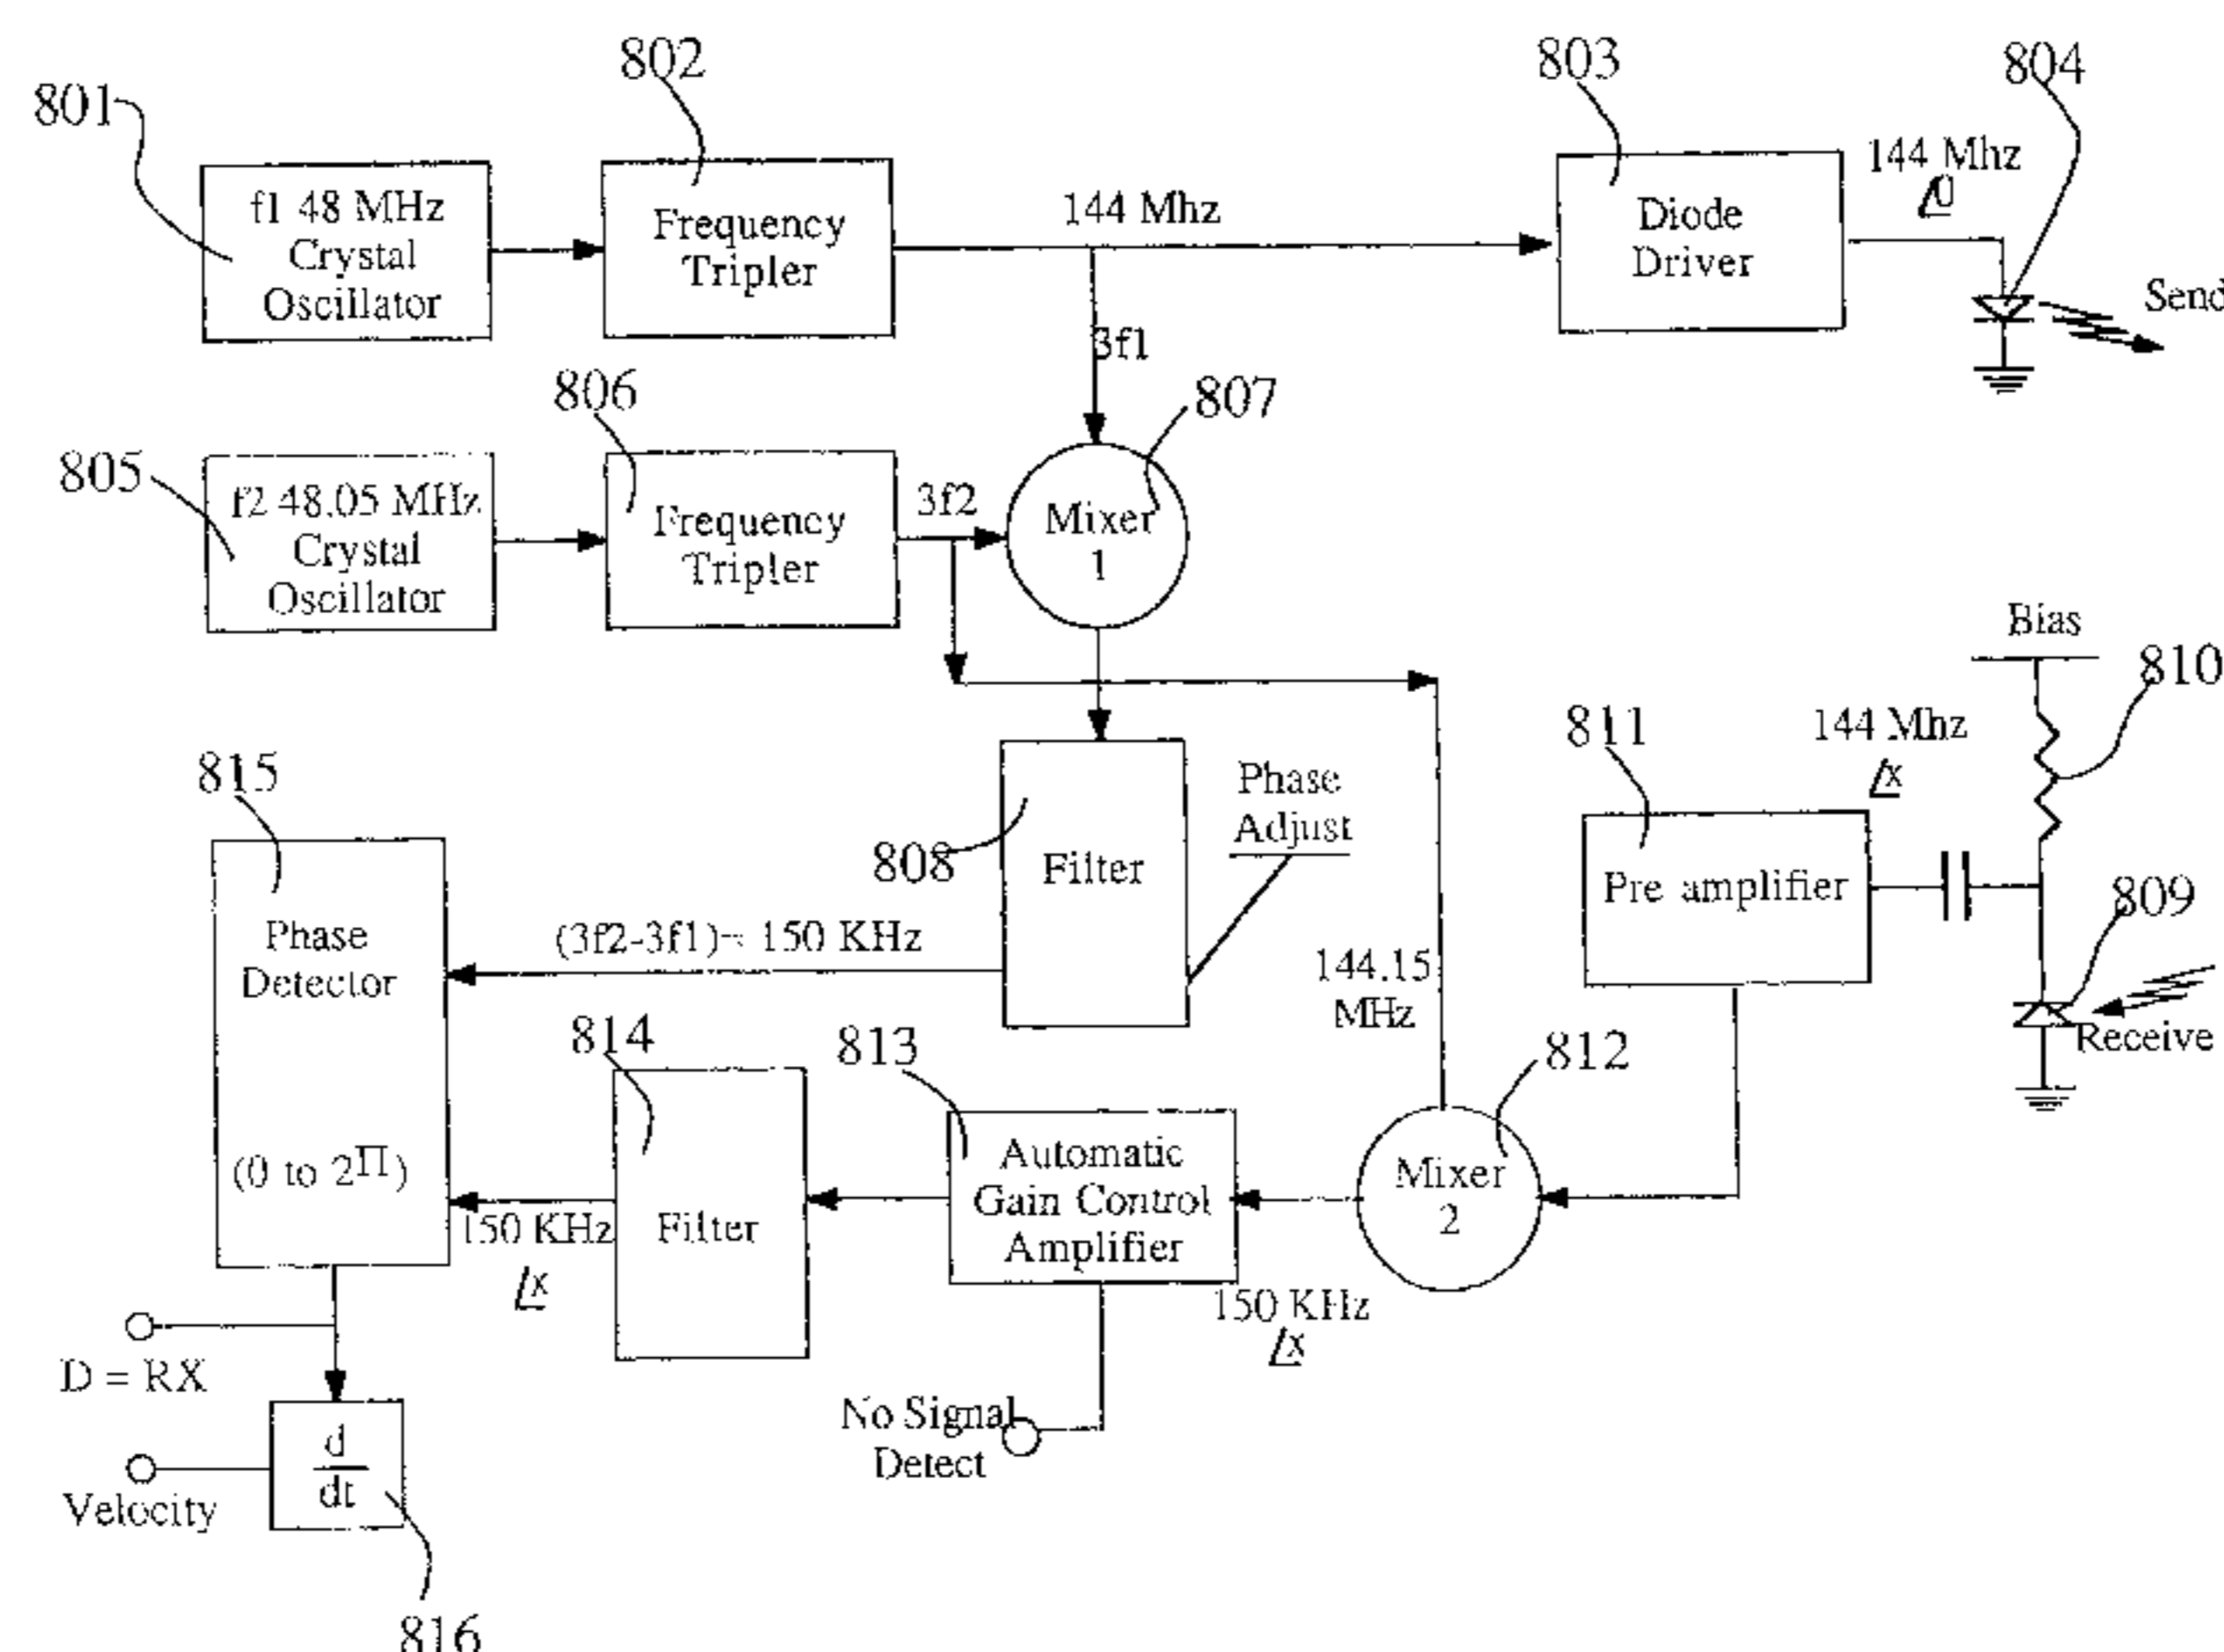 801
802
803
804
f1 48 MHz
Crystal
Oscillator
Frequency
Tripler
144 Mhz
Diode
Driver
144 Mhz
/0
Send
3f1
805
806
807
f2 48.05 MHz
Crystal
Oscillator
Frequency
Tripler
3f2
Mixer
1
Bias
810
811
144 Mhz
/x
Pre amplifier
809
Receive
815
808
Filter
Phase
Adjust
Phase
Detector
(0 to 2Π)
(3f2-3f1)= 150 KHz
144.15
MHz
814
813
812
150 KHz
/x
Filter
Automatic
Gain Control
Amplifier
Mixer
2
150 KHz
/x
D = RX
No Signal
Detect
d
dt
Velocity
816